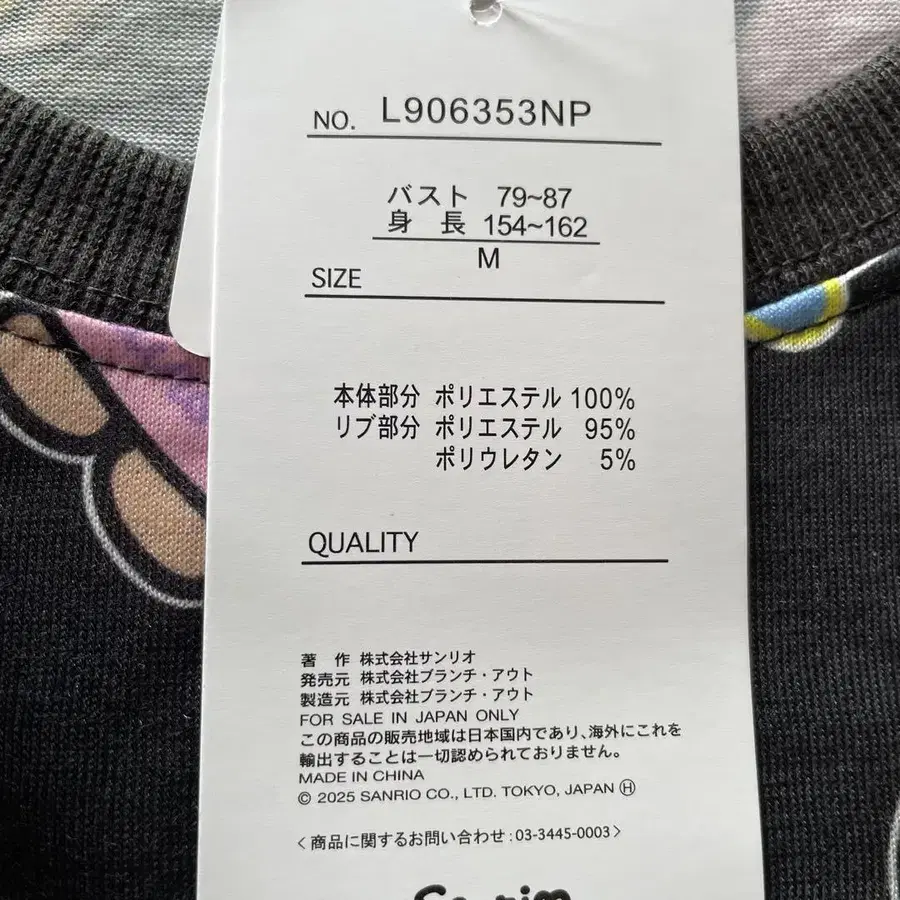 NO. L906353NP
バスト 79~87
身 長 154~162
M
SIZE
本体部分 ポリエステル 100%
リブ部分 ポリエステル 95%
ポリウレタン 5%
QUALITY
著 作 株式会社サンリオ
発売元 株式会社ブランチ・アウト
製造元 株式会社ブランチ・アウト
FOR SALE IN JAPAN ONLY
この商品の販売地域は日本国内であり、海外にこれを
輸出することは一切認められておりません。
MADE IN CHINA
© 2025 SANRIO CO., LTD. TOKYO, JAPAN Ⓗ
〈商品に関するお問い合わせ:03-3445-0003〉